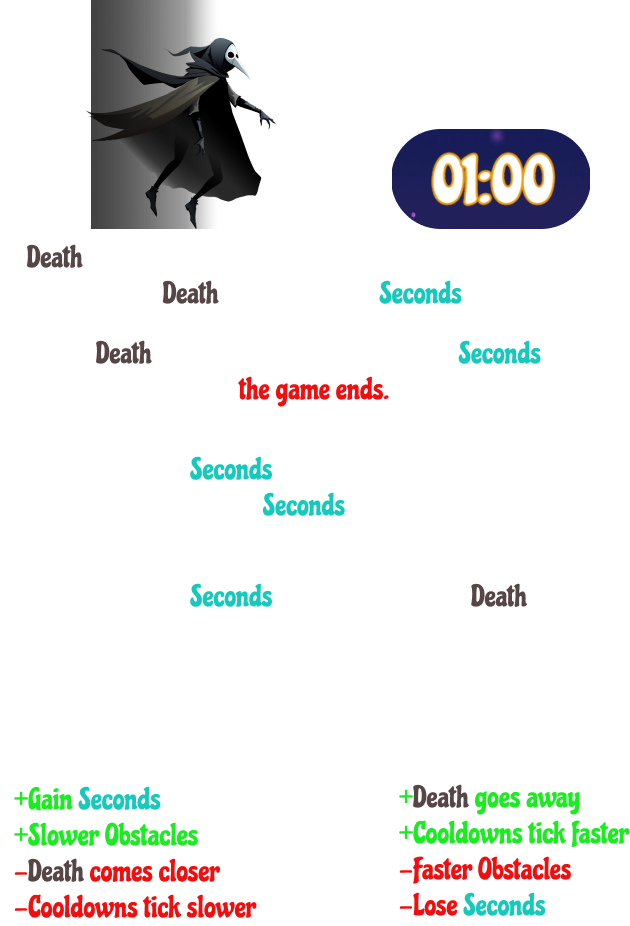 01:00
Death
Death Seconds
Death Seconds
the game ends.
Seconds
Seconds
Seconds Death
+Gain Seconds
+Slower Obstacles
-Death comes closer
-Cooldowns tick slower
+Death goes away
+Cooldowns tick faster
-Faster Obstacles
-Lose Seconds